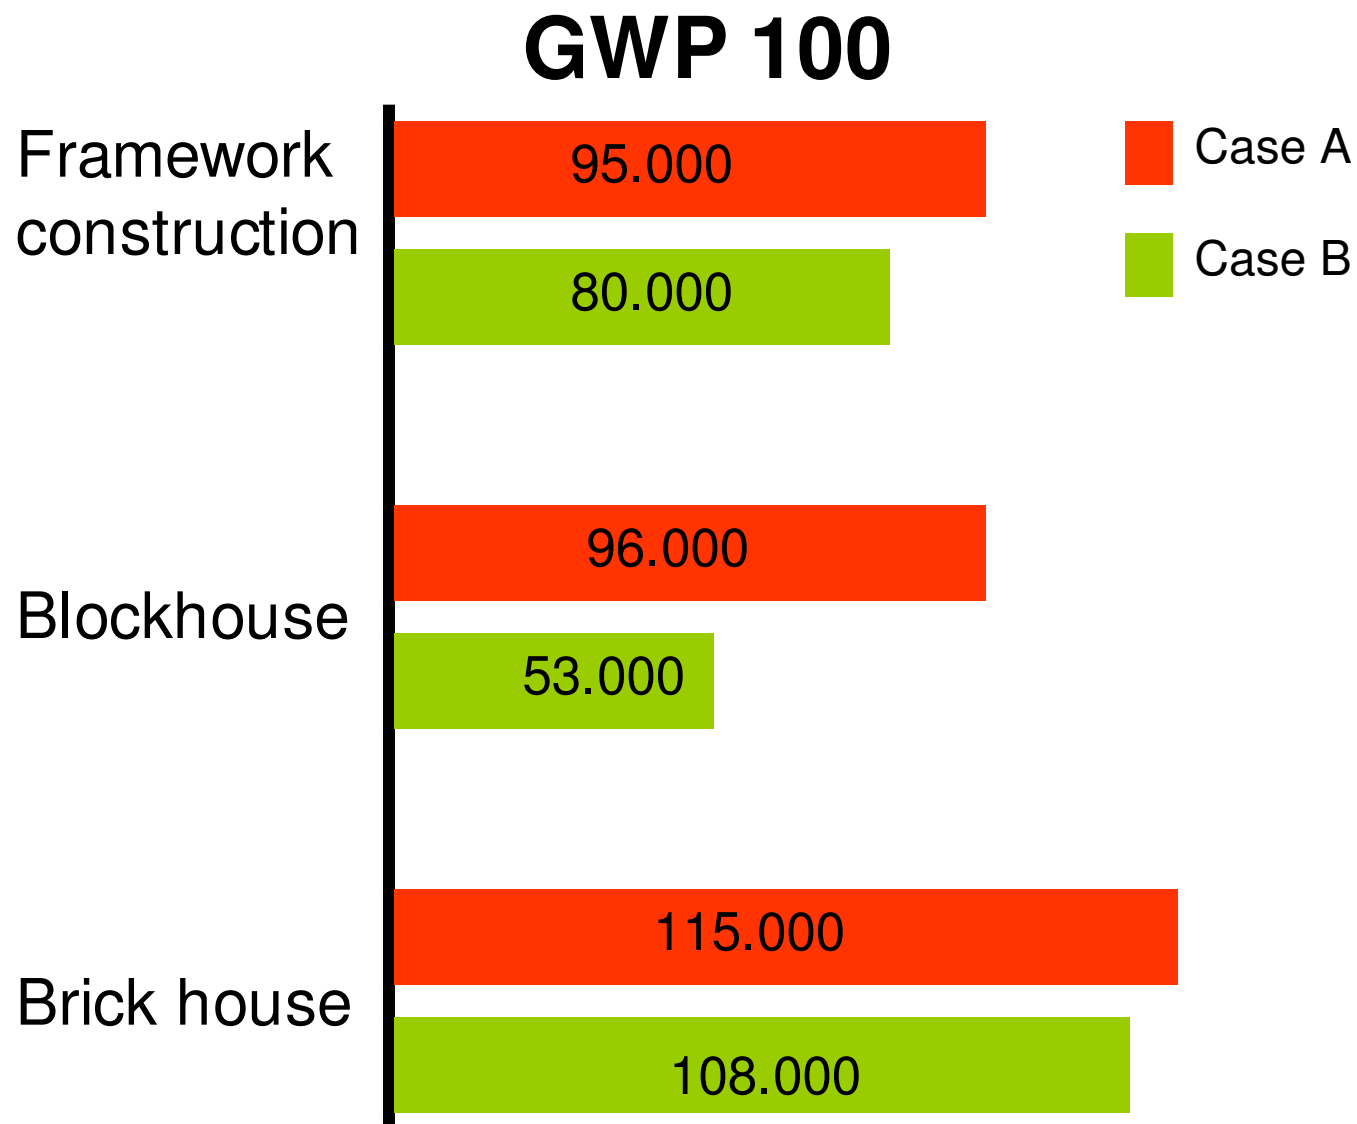 GWP 100
Framework
construction
95.000
80.000
Case A
Case B
Blockhouse
96.000
53.000
Brick house
115.000
108.000